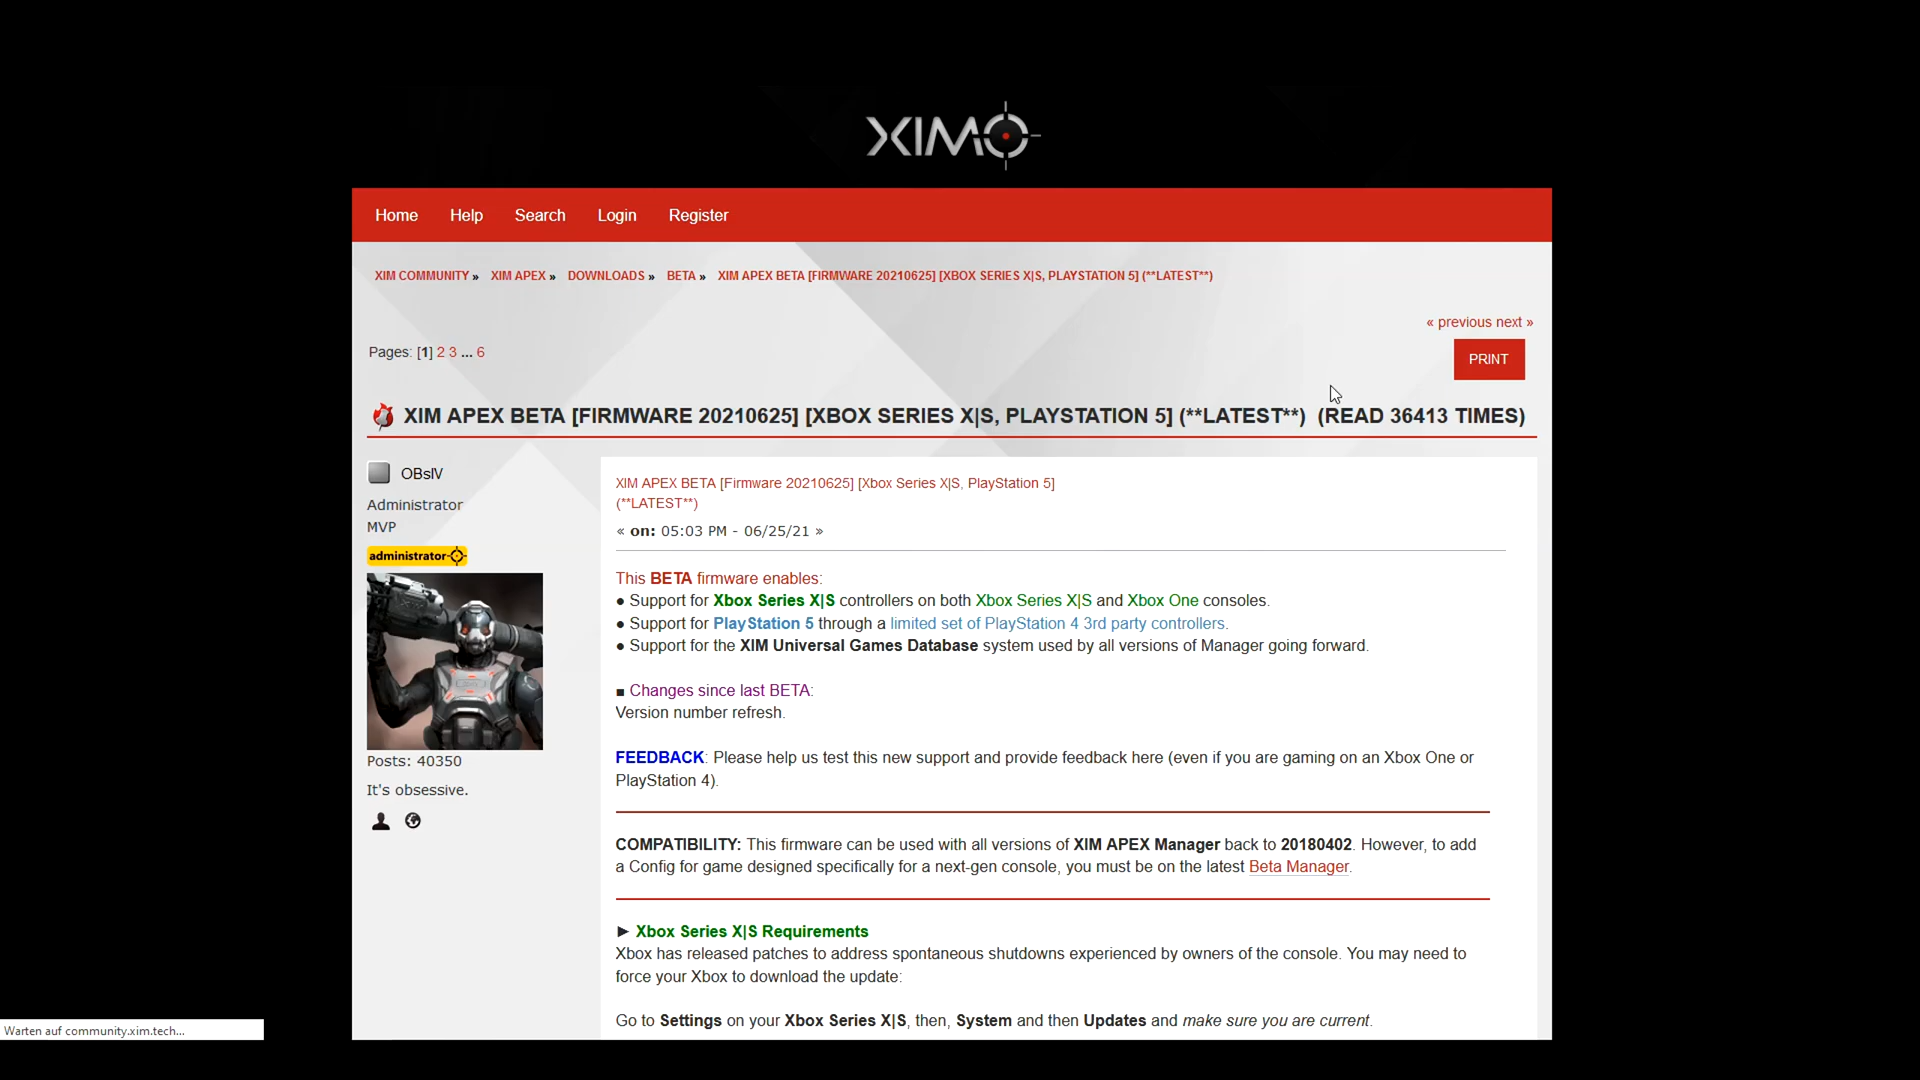 XIM
Home Help Search Login Register
XIM COMMUNITY » XIM APEX » DOWNLOADS » BETA » XIM APEX BETA [FIRMWARE 20210625] [XBOX SERIES X|S, PLAYSTATION 5] (**LATEST**)
« previous next »
Pages: [1] 2 3 ... 6
PRINT
XIM APEX BETA [FIRMWARE 20210625] [XBOX SERIES X|S, PLAYSTATION 5] (**LATEST**) (READ 36413 TIMES)
OBsIV
Administrator
MVP
administrator
Posts: 40350
It's obsessive.
XIM APEX BETA [Firmware 20210625] [Xbox Series X|S, PlayStation 5]
(**LATEST**)
« on: 05:03 PM - 06/25/21 »
This BETA firmware enables:
● Support for Xbox Series X|S controllers on both Xbox Series X|S and Xbox One consoles.
● Support for PlayStation 5 through a limited set of PlayStation 4 3rd party controllers.
● Support for the XIM Universal Games Database system used by all versions of Manager going forward.
■ Changes since last BETA:
Version number refresh.
FEEDBACK: Please help us test this new support and provide feedback here (even if you are gaming on an Xbox One or
PlayStation 4).
COMPATIBILITY: This firmware can be used with all versions of XIM APEX Manager back to 20180402. However, to add
a Config for game designed specifically for a next-gen console, you must be on the latest Beta Manager.
► Xbox Series X|S Requirements
Xbox has released patches to address spontaneous shutdowns experienced by owners of the console. You may need to
force your Xbox to download the update:
Go to Settings on your Xbox Series X|S, then, System and then Updates and make sure you are current.
Warten auf community.xim.tech...